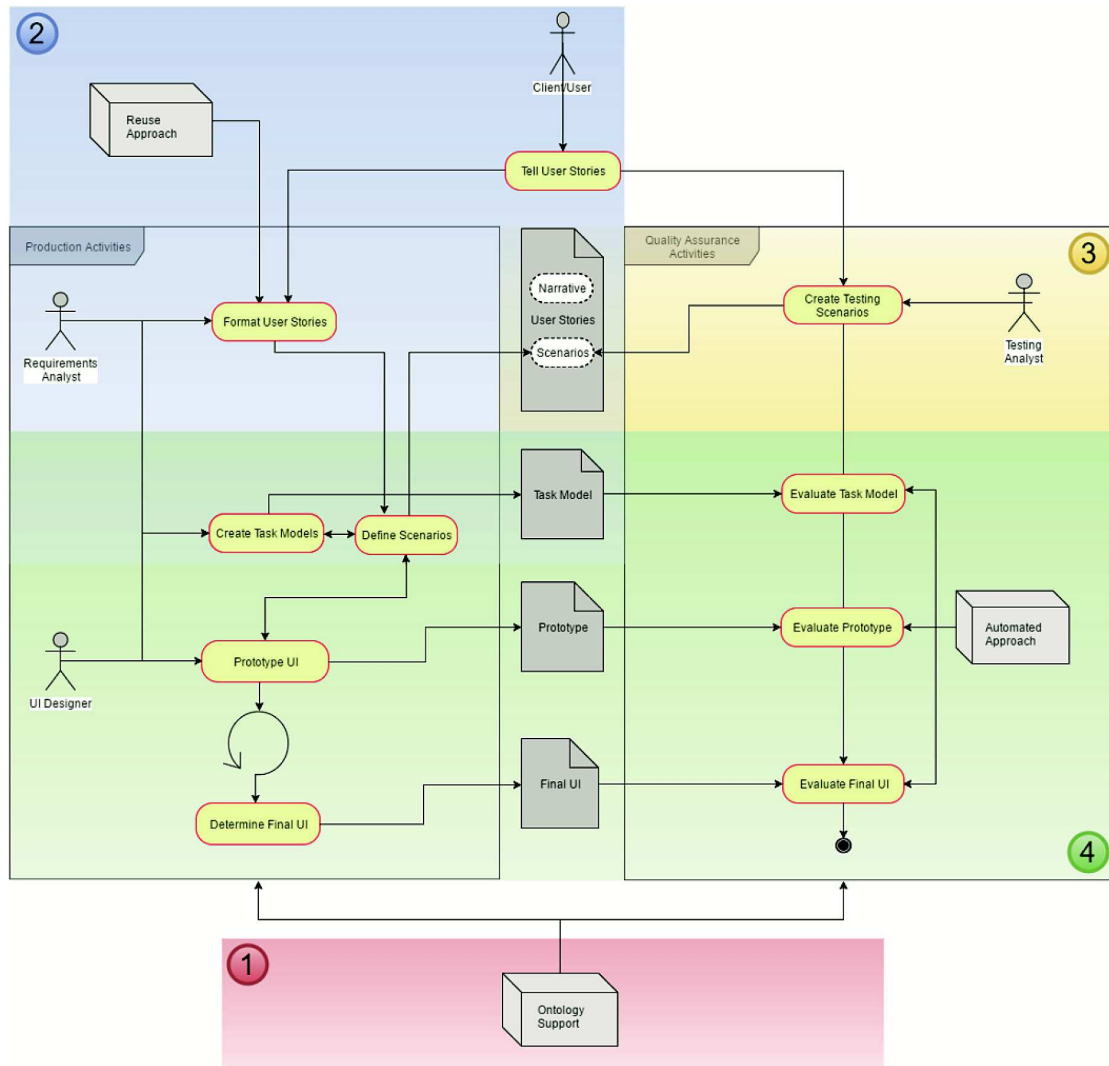 2
Client/User
Reuse
Approach
Tell User Stories
Production Activities
Quality Assurance
Activities
3
Narrative
User Stories
Scenarios
Create Testing
Scenarios
Testing
Analyst
Format User Stories
Requirements
Analyst
Task Model
Evaluate Task Model
Create Task Models
Define Scenarios
Prototype
Evaluate Prototype
Automated
Approach
Prototype UI
UI Designer
Final UI
Evaluate Final UI
Determine Final UI
4
1
Ontology
Support